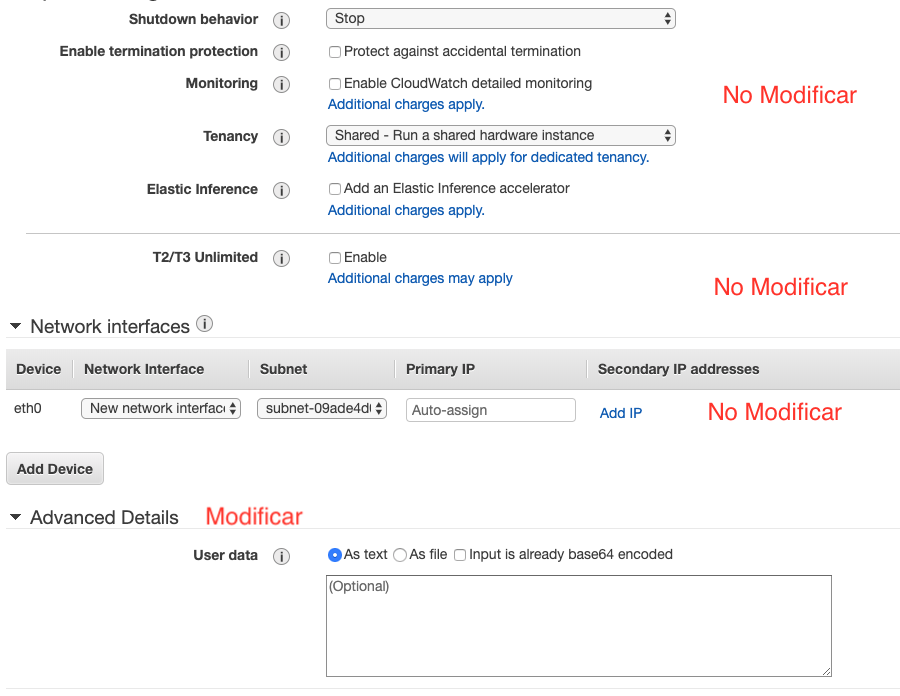 Shutdown behavior i Stop
Enable termination protection i Protect against accidental termination
Monitoring i Enable CloudWatch detailed monitoring
Additional charges apply.
No Modificar
Tenancy i Shared - Run a shared hardware instance
Additional charges will apply for dedicated tenancy.
Elastic Inference i Add an Elastic Inference accelerator
Additional charges apply.
T2/T3 Unlimited i Enable
Additional charges may apply
No Modificar
Network interfaces i
Device Network Interface Subnet Primary IP Secondary IP addresses
eth0 New network interfac subnet-09ade4d Auto-assign Add IP No Modificar
Add Device
Advanced Details Modificar
User data i As text As file Input is already base64 encoded
(Optional)